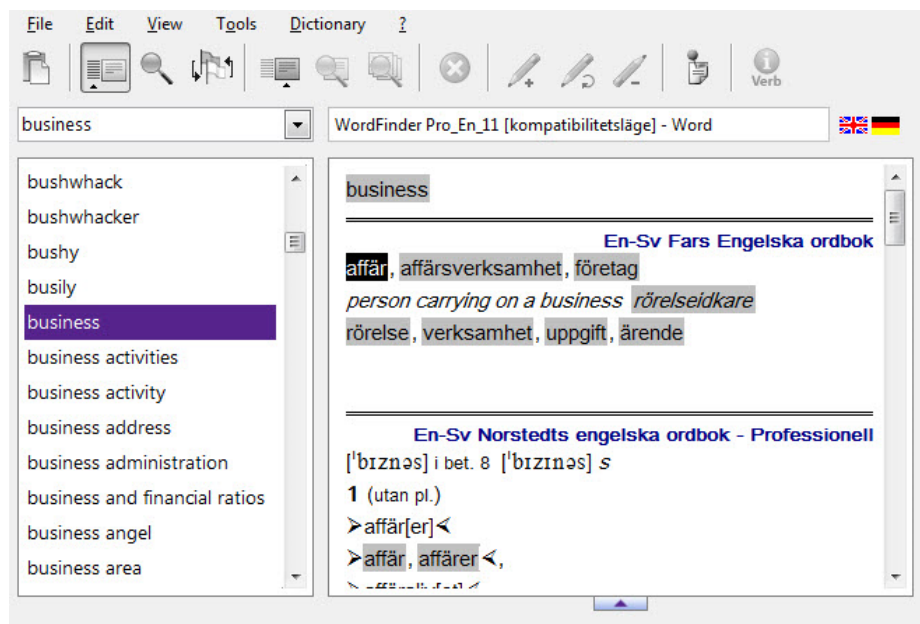 File Edit View Tools Dictionary ?
Verb
business
WordFinder Pro_En_11 [kompatibilitetsläge] - Word
bushwhack
bushwhacker
bushy
busily
business
business activities
business activity
business address
business administration
business and financial ratios
business angel
business area
business
En-Sv Fars Engelska ordbok
affär, affärsverksamhet, företag
person carrying on a business rörelseidkare
rörelse, verksamhet, uppgift, ärende
En-Sv Norstedts engelska ordbok - Professionell
[ˈbɪznəs] i bet. 8 [ˈbɪzɪnəs] s
1 (utan pl.)
➢affär[er]<
➢affär, affärer<,